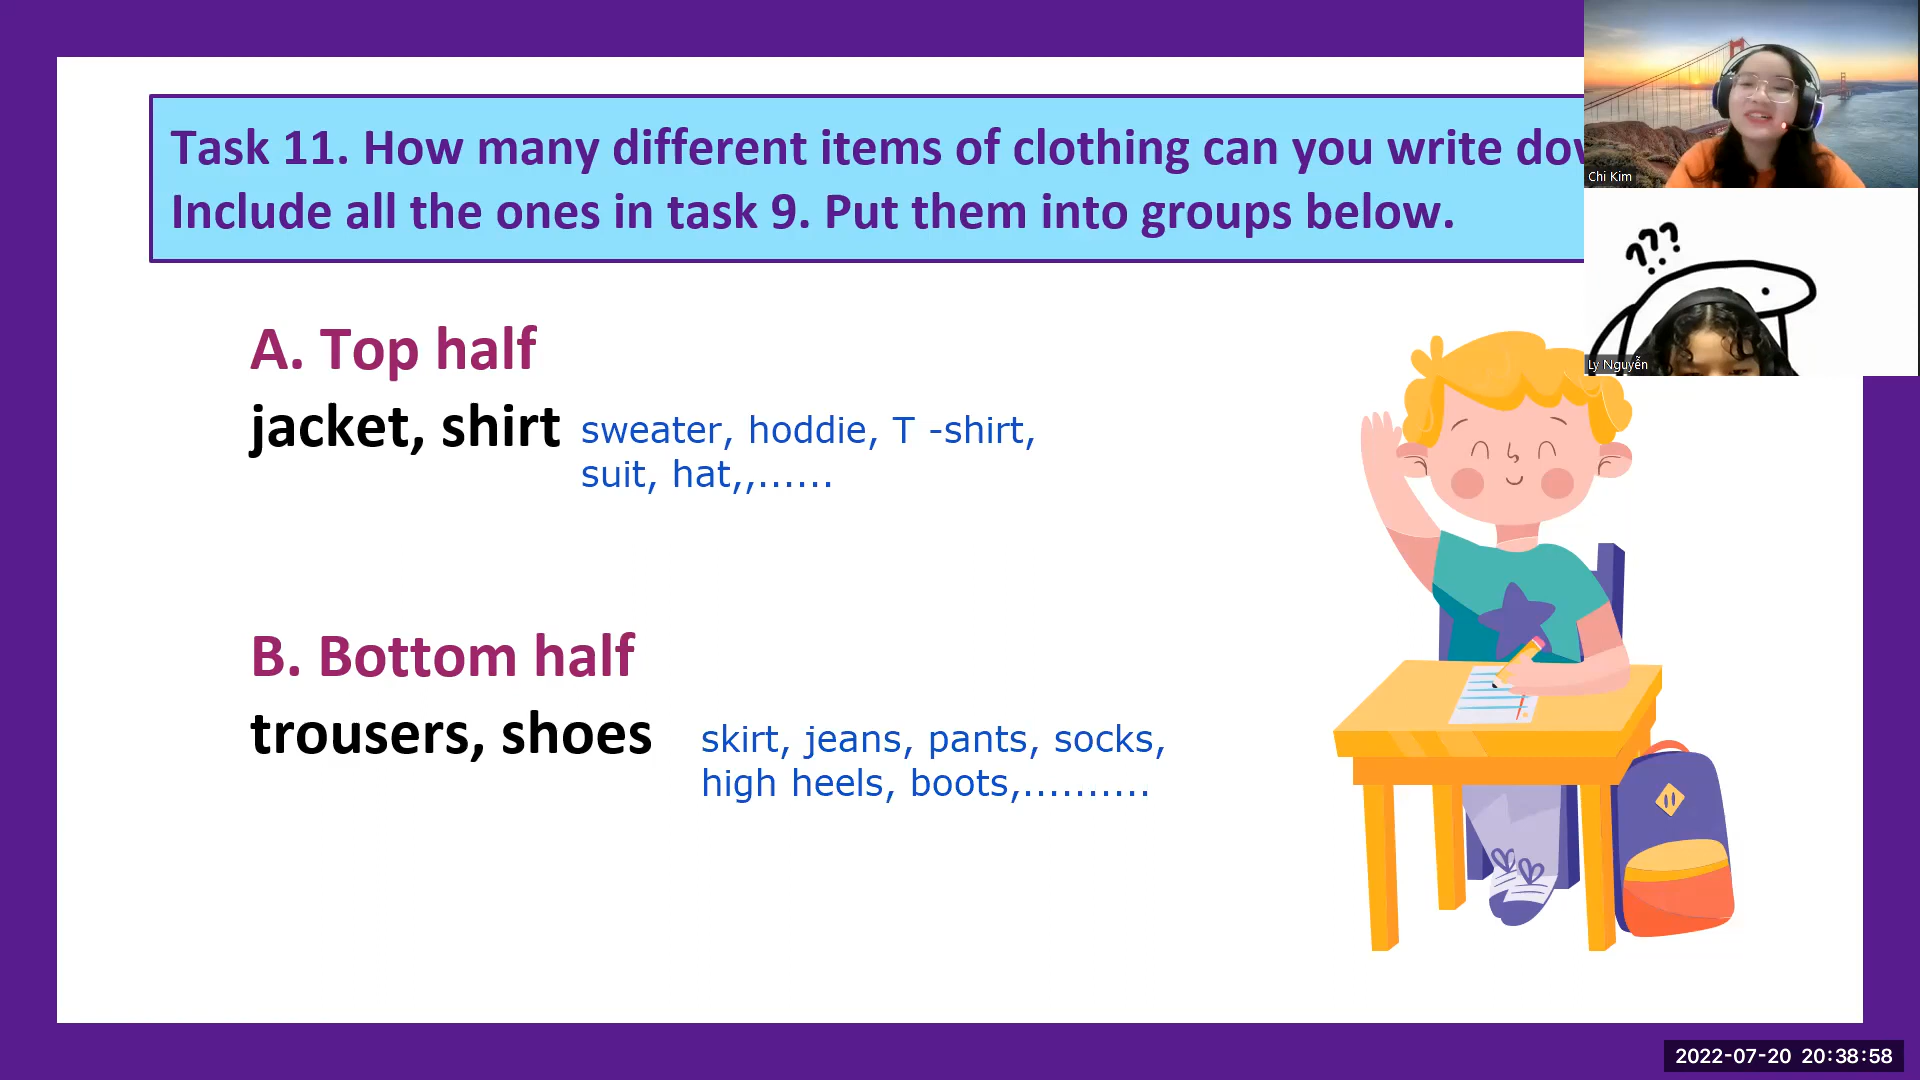 Task 11. How many different items of clothing can you write
Include all the ones in task 9. Put them into groups below.
A. Top half
jacket, shirt sweater, hoddie, T -shirt,
suit, hat,,......
B. Bottom half
trousers, shoes skirt, jeans, pants, socks,
high heels, boots,..........
Chi Kim
???
Ly Nguyễn
2022-07-20 20:38:58